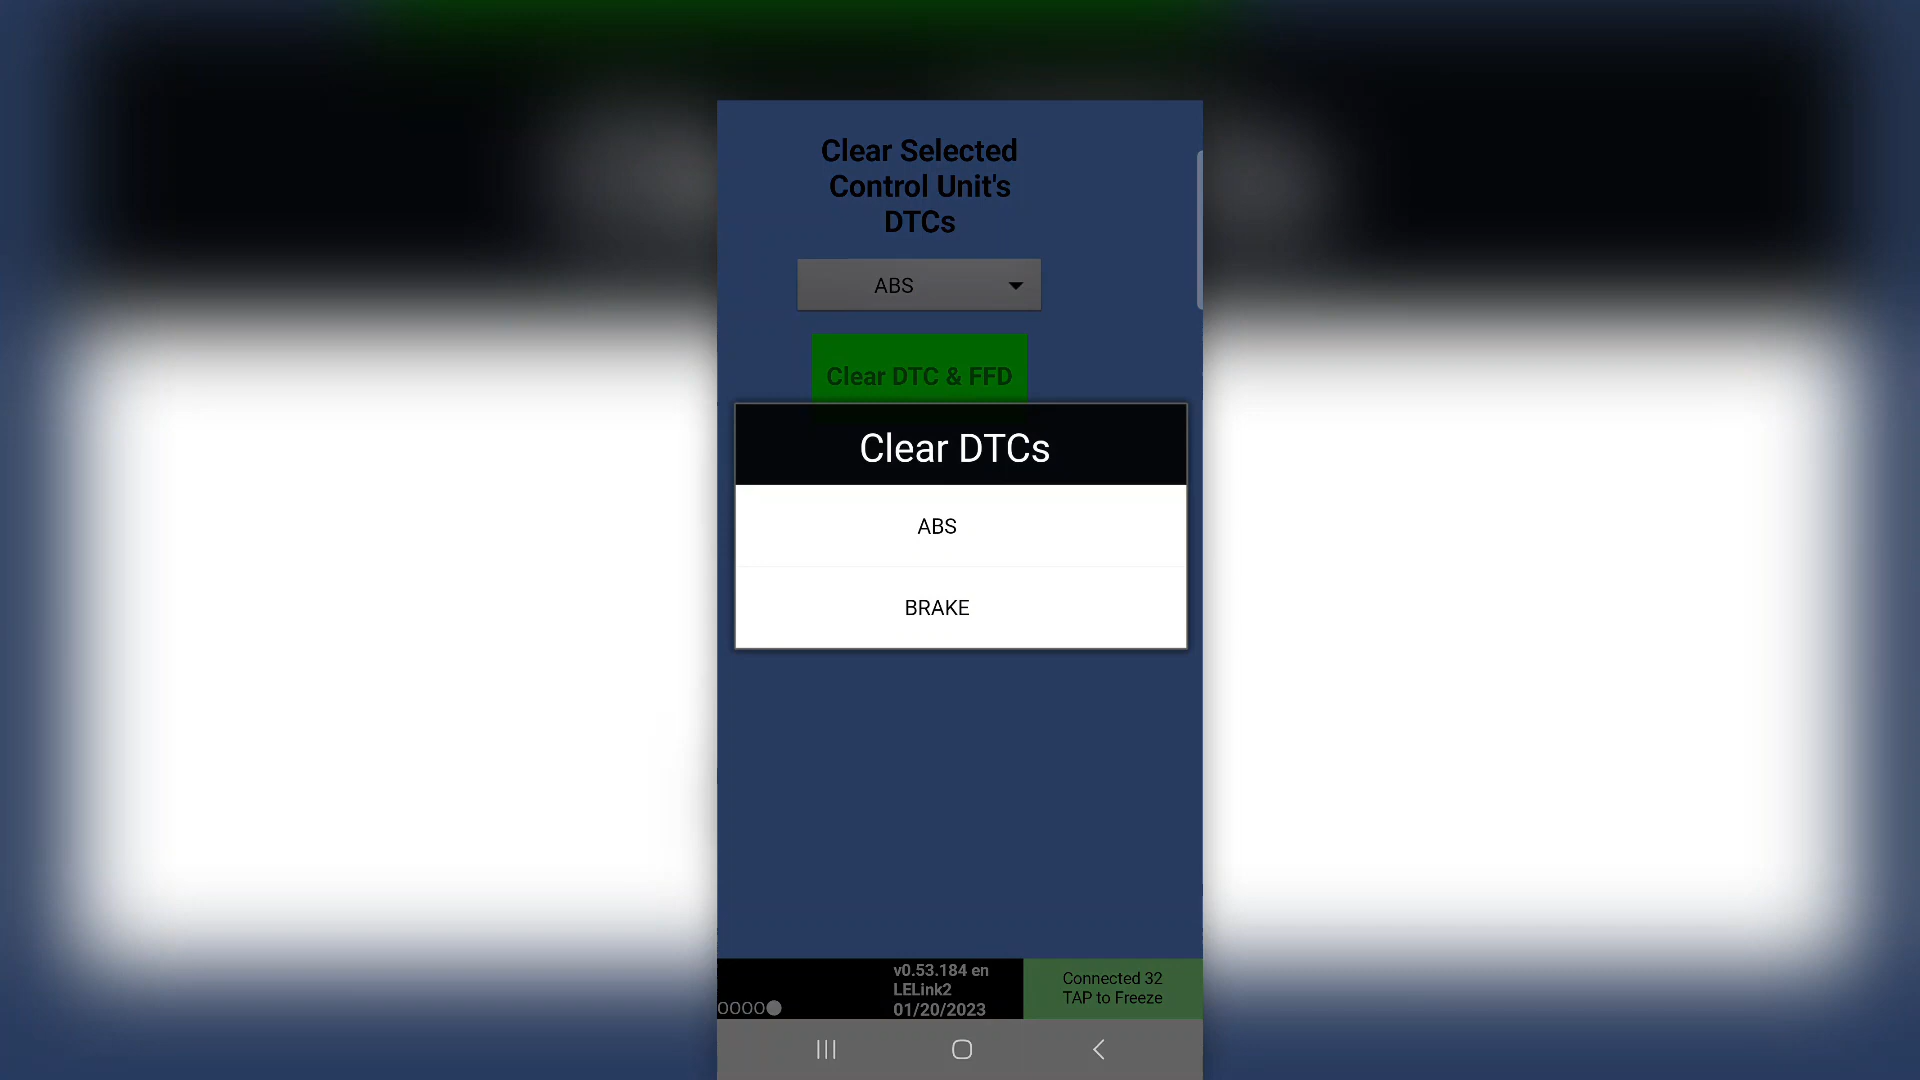 Clear Selected
Control Unit's
DTCs
ABS
Clear DTC & FFD
Clear DTCs
ABS
BRAKE
v0.53.184 en
LELink2
01/20/2023
Connected 32
TAP to Freeze